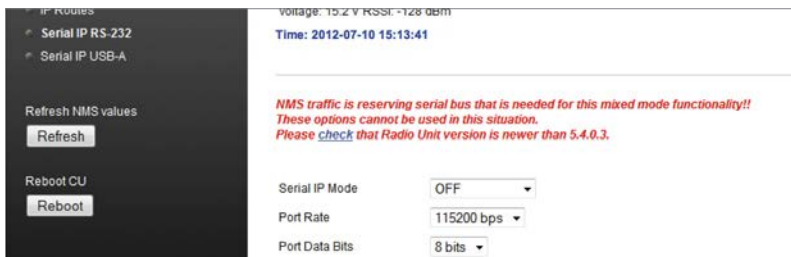 IP Routes
Serial IP RS-232
Serial IP USB-A
Refresh NMS values
Refresh
Reboot CU
Reboot
Voltage: 15.2 V RSSI: -128 dBm
Time: 2012-07-10 15:13:41
NMS traffic is reserving serial bus that is needed for this mixed mode functionality!!
These options cannot be used in this situation.
Please check that Radio Unit version is newer than 5.4.0.3.
Serial IP Mode OFF
Port Rate 115200 bps
Port Data Bits 8 bits